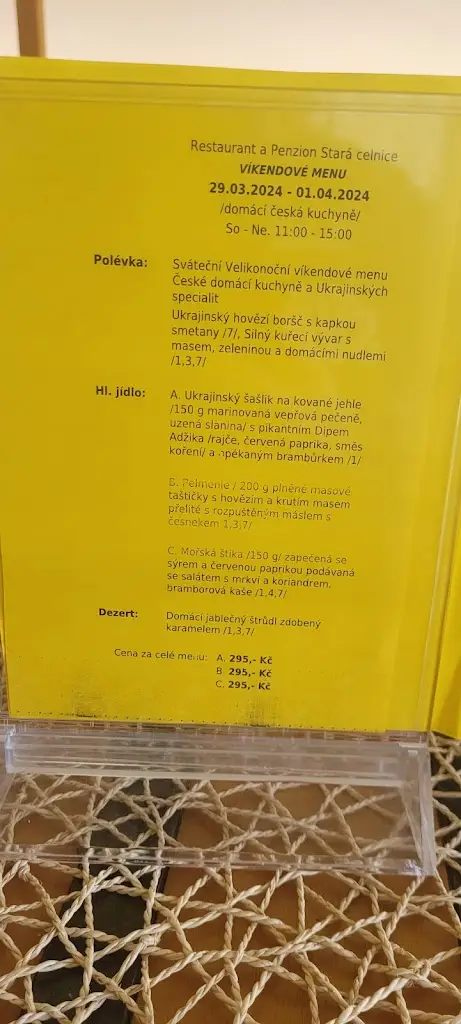 Restaurant a Penzion Stará celnice
VÍKENDOVÉ MENU
29.03.2024 - 01.04.2024
/domácí česká kuchyně/
So - Ne. 11:00 - 15:00
Polévka:
Sváteční Velikonoční víkendové menu
České domácí kuchyně a Ukrajinských
specialit
Ukrajinský hovězí boršč s kapkou
smetany /7/, Silný kuřecí vývar s
masem, zeleninou a domácími nudlemi
/1,3,7/
Hl. jídlo:
A. Ukrajinský šašlik na kované jehle
/150 g marinovaná vepřová pečeně,
uzená slanina/ s pikantním Dipem
Adžika /rajče, červená paprika, směs
koření/ a opékaným brambůrkem /1/
B. Pelmenie / 200 g plněné masové
taštičky s hovězím a krutím masem
přelité s rozpuštěným máslem s
česnekem 1,3,7/
C. Mořská štika /150 g/ zapečená se
sýrem a červenou paprikou podávaná
se salátem s mrkví a koriandrem,
bramborová kaše /1,4,7/
Dezert:
Domácí jablečný štrůdl zdobený
karamelem /1,3,7/
Cena za celé menu: A. 295,- Kč
B. 295,- Kč
C. 295,- Kč